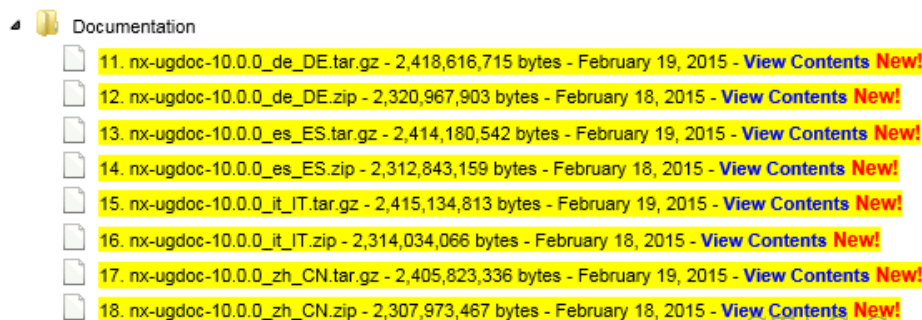 Documentation
11. nx-ugdoc-10.0.0_de_DE.tar.gz - 2,418,616,715 bytes - February 19, 2015 - View Contents New!
12. nx-ugdoc-10.0.0_de_DE.zip - 2,320,967,903 bytes - February 18, 2015 - View Contents New!
13. nx-ugdoc-10.0.0_es_ES.tar.gz - 2,414,180,542 bytes - February 19, 2015 - View Contents New!
14. nx-ugdoc-10.0.0_es_ES.zip - 2,312,843,159 bytes - February 18, 2015 - View Contents New!
15. nx-ugdoc-10.0.0_it_IT.tar.gz - 2,415,134,813 bytes - February 19, 2015 - View Contents New!
16. nx-ugdoc-10.0.0_it_IT.zip - 2,314,034,066 bytes - February 18, 2015 - View Contents New!
17. nx-ugdoc-10.0.0_zh_CN.tar.gz - 2,405,823,336 bytes - February 19, 2015 - View Contents New!
18. nx-ugdoc-10.0.0_zh_CN.zip - 2,307,973,467 bytes - February 18, 2015 - View Contents New!